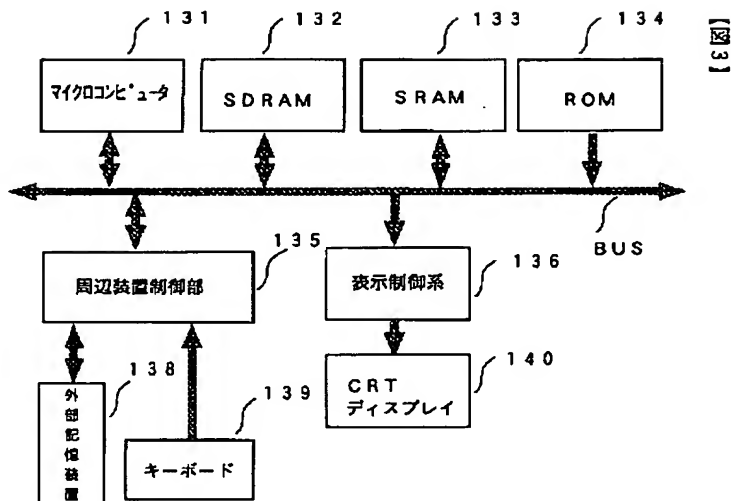 【図3】
131
132
133
134
マイクロコンピュータ
SDRAM
SRAM
ROM
BUS
135
136
周辺装置制御部
表示制御系
138
139
140
外部記憶装置
キーボード
CRT
ディスプレイ